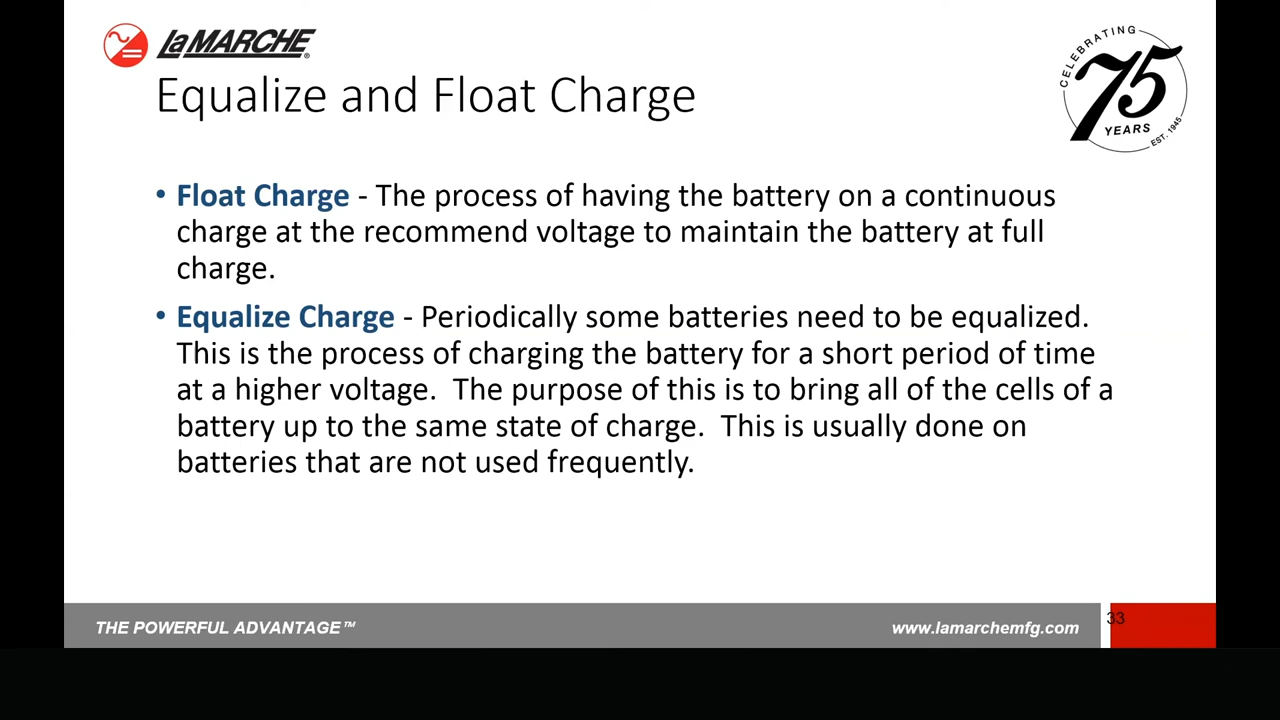 LaMARCHE®
CELEBRATING
75
YEARS
EST. 1945
Equalize and Float Charge
• Float Charge - The process of having the battery on a continuous
charge at the recommend voltage to maintain the battery at full
charge.
• Equalize Charge - Periodically some batteries need to be equalized.
This is the process of charging the battery for a short period of time
at a higher voltage.  The purpose of this is to bring all of the cells of a
battery up to the same state of charge.  This is usually done on
batteries that are not used frequently.
THE POWERFUL ADVANTAGE™
www.lamarchemfg.com
33